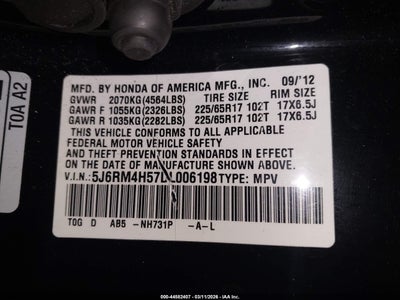 T0A A2
MFD. BY HONDA OF AMERICA MFG., INC. 09/'12
GVWR 2070KG(4564LBS) TIRE SIZE RIM SIZE
GAWR F 1055KG(2326LBS) 225/65R17 102T 17X6.5J
GAWR R 1035KG(2282LBS) 225/65R17 102T 17X6.5J
THIS VEHICLE CONFORMS TO ALL APPLICABLE
FEDERAL MOTOR VEHICLE SAFETY
AND THEFT PREVENTION STANDARDS IN EFFECT
ON THE DATE OF MANUFACTURE SHOWN ABOVE.
V.I.N.: TYPE: MPV
T0G D AB5 -NH731P -A-L
000-44582407 - 03/11/2026 - IAA Inc.